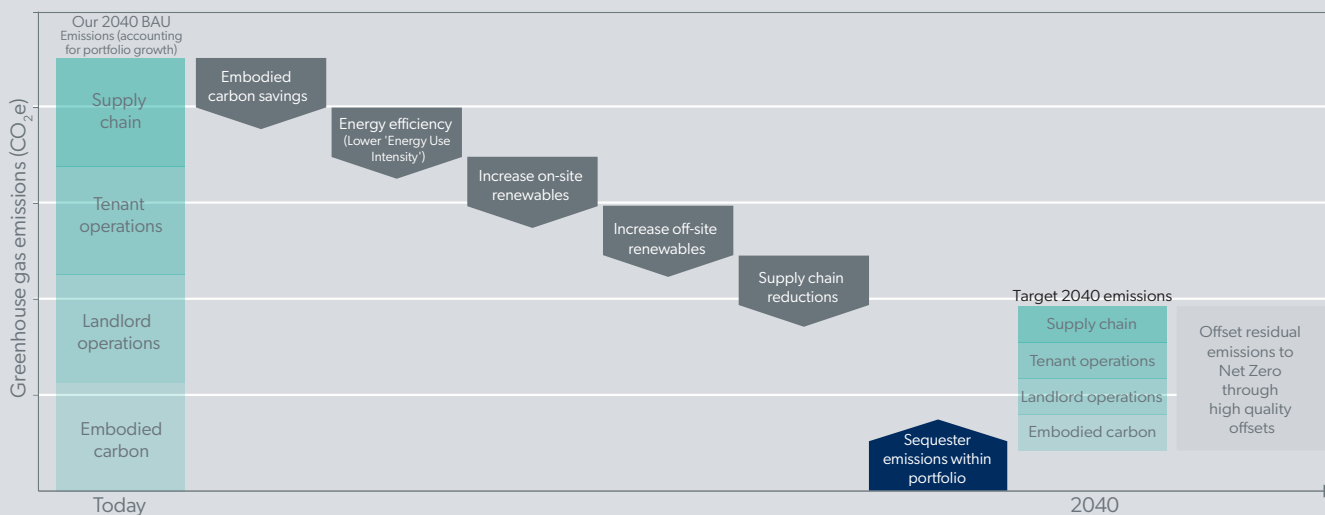 Our 2040 BAU
Emissions (accounting
for portfolio growth)
Greenhouse gas emissions (CO₂e)
Supply
chain
Tenant
operations
Landlord
operations
Embodied
carbon
Embodied
carbon savings
Energy efficiency
(Lower 'Energy Use
Intensity')
Increase on-site
renewables
Increase off-site
renewables
Supply chain
reductions
Sequester
emissions within
portfolio
Target 2040 emissions
Supply chain
Tenant operations
Landlord operations
Embodied carbon
Offset residual
emissions to
Net Zero
through
high quality
offsets
Today
2040